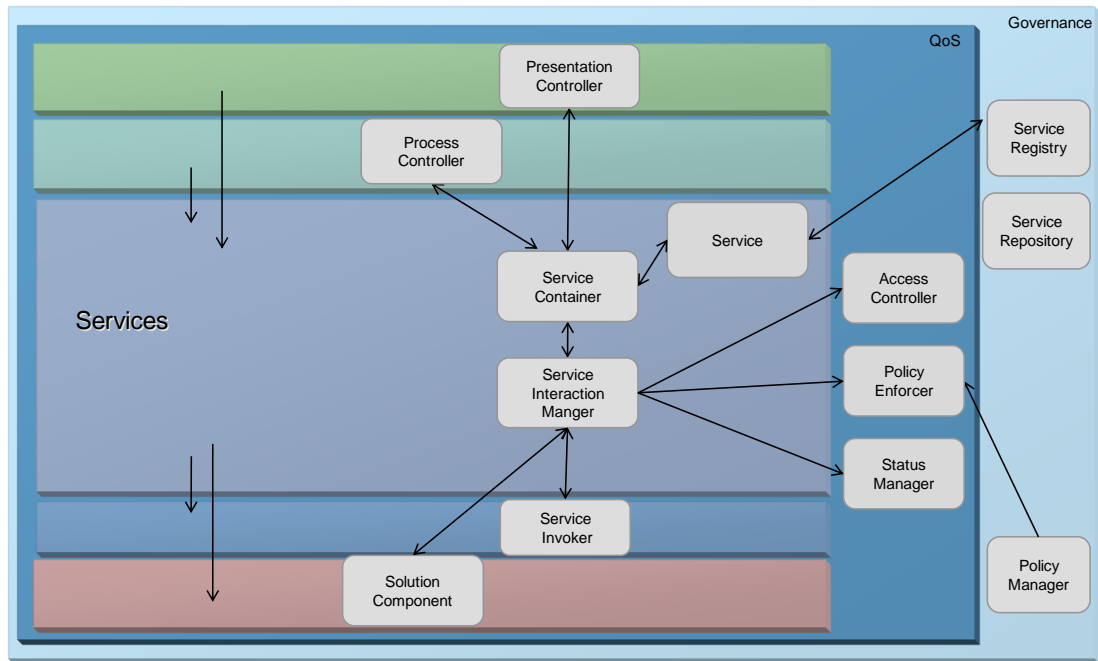 Governance
QoS
Presentation
Controller
Process
Controller
Service
Registry
Service
Service
Repository
Service
Container
Access
Controller
Services
Service
Interaction
Manger
Policy
Enforcer
Status
Manager
Service
Invoker
Solution
Component
Policy
Manager